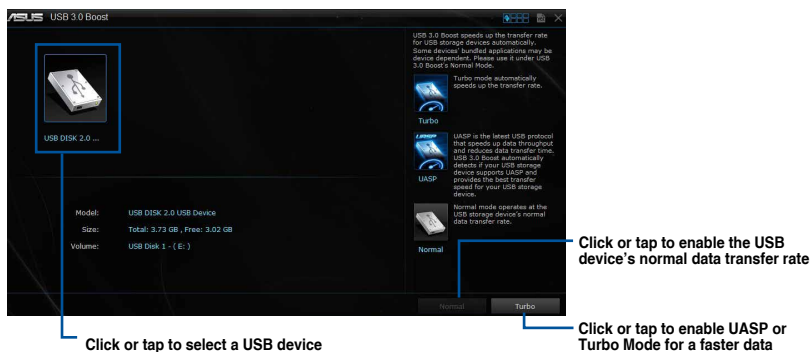 ASUS USB 3.0 Boost
USB DISK 2.0 ...
Model: USB DISK 2.0 USB Device
Size: Total: 3.73 GB , Free: 3.02 GB
Volume: USB Disk 1 - ( E: )
USB 3.0 Boost speeds up the transfer rate
for USB storage devices automatically.
Some devices' bundled applications may be
device dependent. Please use it under USB
3.0 Boost's Normal Mode.
Turbo mode automatically
speeds up the transfer rate.
Turbo
UASP is the latest USB protocol
that speeds up data throughput
and reduces data transfer time.
USB 3.0 Boost automatically
detects if your USB storage
device supports UASP and
provides the best transfer
speed for your USB storage
device.
UASP
Normal mode operates at the
USB storage device's normal
data transfer rate.
Normal
Normal
Turbo
Click or tap to enable the USB
device's normal data transfer rate
Click or tap to select a USB device
Click or tap to enable UASP or
Turbo Mode for a faster data